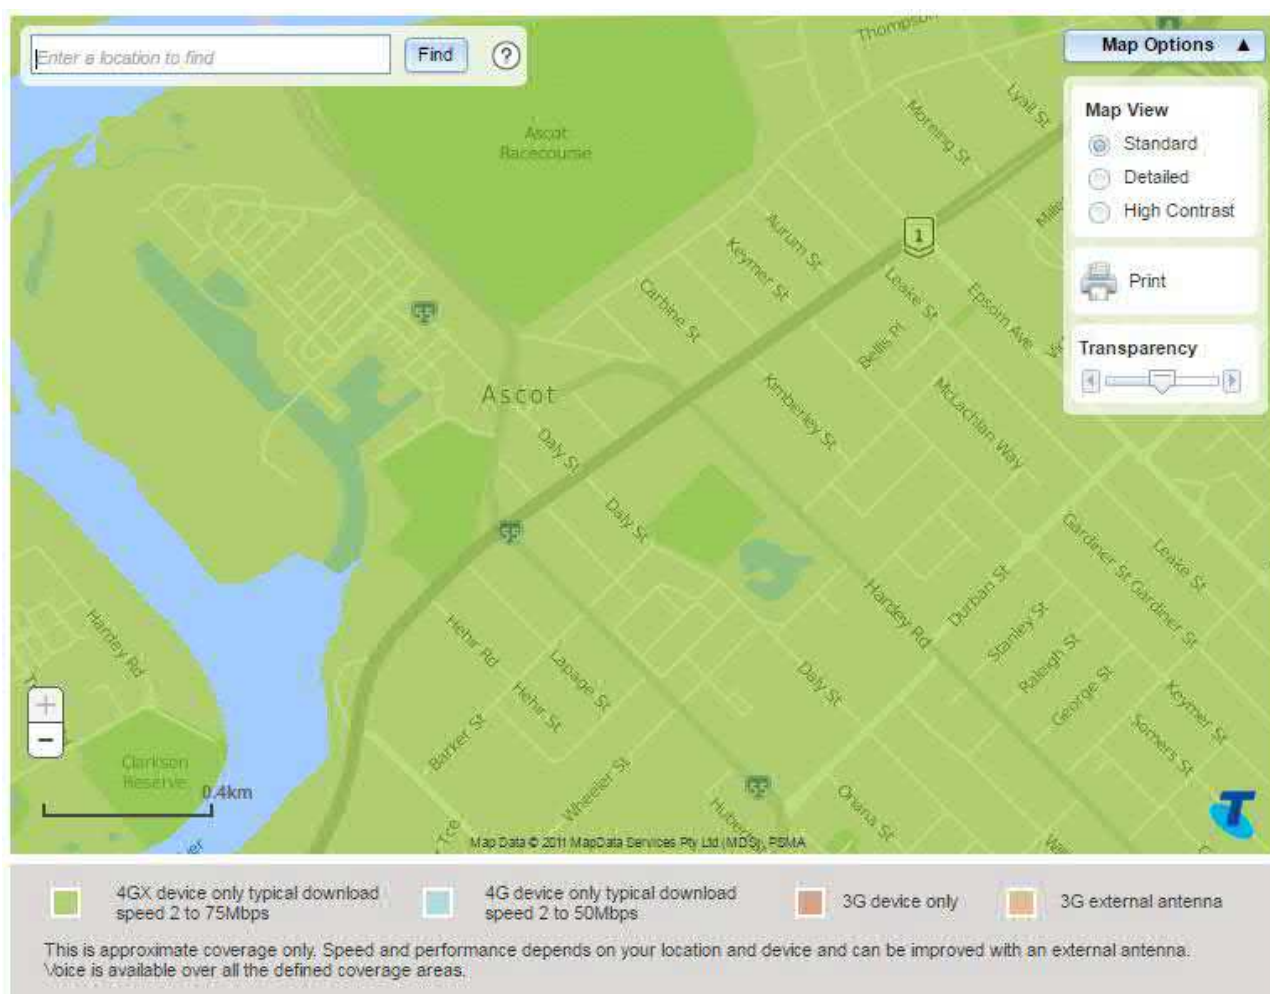 Enter a location to find
Find
?
Map Options ▲
Map View
Standard
Detailed
High Contrast
Print
Transparency
Thompson
Lyall St
Morning St
Ascot
Racecourse
1
Aurum St
Keymer St
Carbine St
Leake St
Epsom Ave
Bellis Pl
Ascot
Kimberley St
McLachlan Way
Daly St
Daly St
Gardiner St
Gardiner St
Leake St
Hardey Rd
Durban St
Stanley St
Raleigh St
George St
Hardey Rd
Hehir Rd
Lapage St
Hehir St
Daly St
Keymer St
Somers St
Barker St
Wheeler St
+
−
Clarkson
Reserve
0.4km
Tce
Oriana St
T
Map Data © 2011 MapData Services Pty Ltd (MDS), PSMA
4GX device only typical download
speed 2 to 75Mbps
4G device only typical download
speed 2 to 50Mbps
3G device only
3G external antenna
This is approximate coverage only. Speed and performance depends on your location and device and can be improved with an external antenna.
Voice is available over all the defined coverage areas.